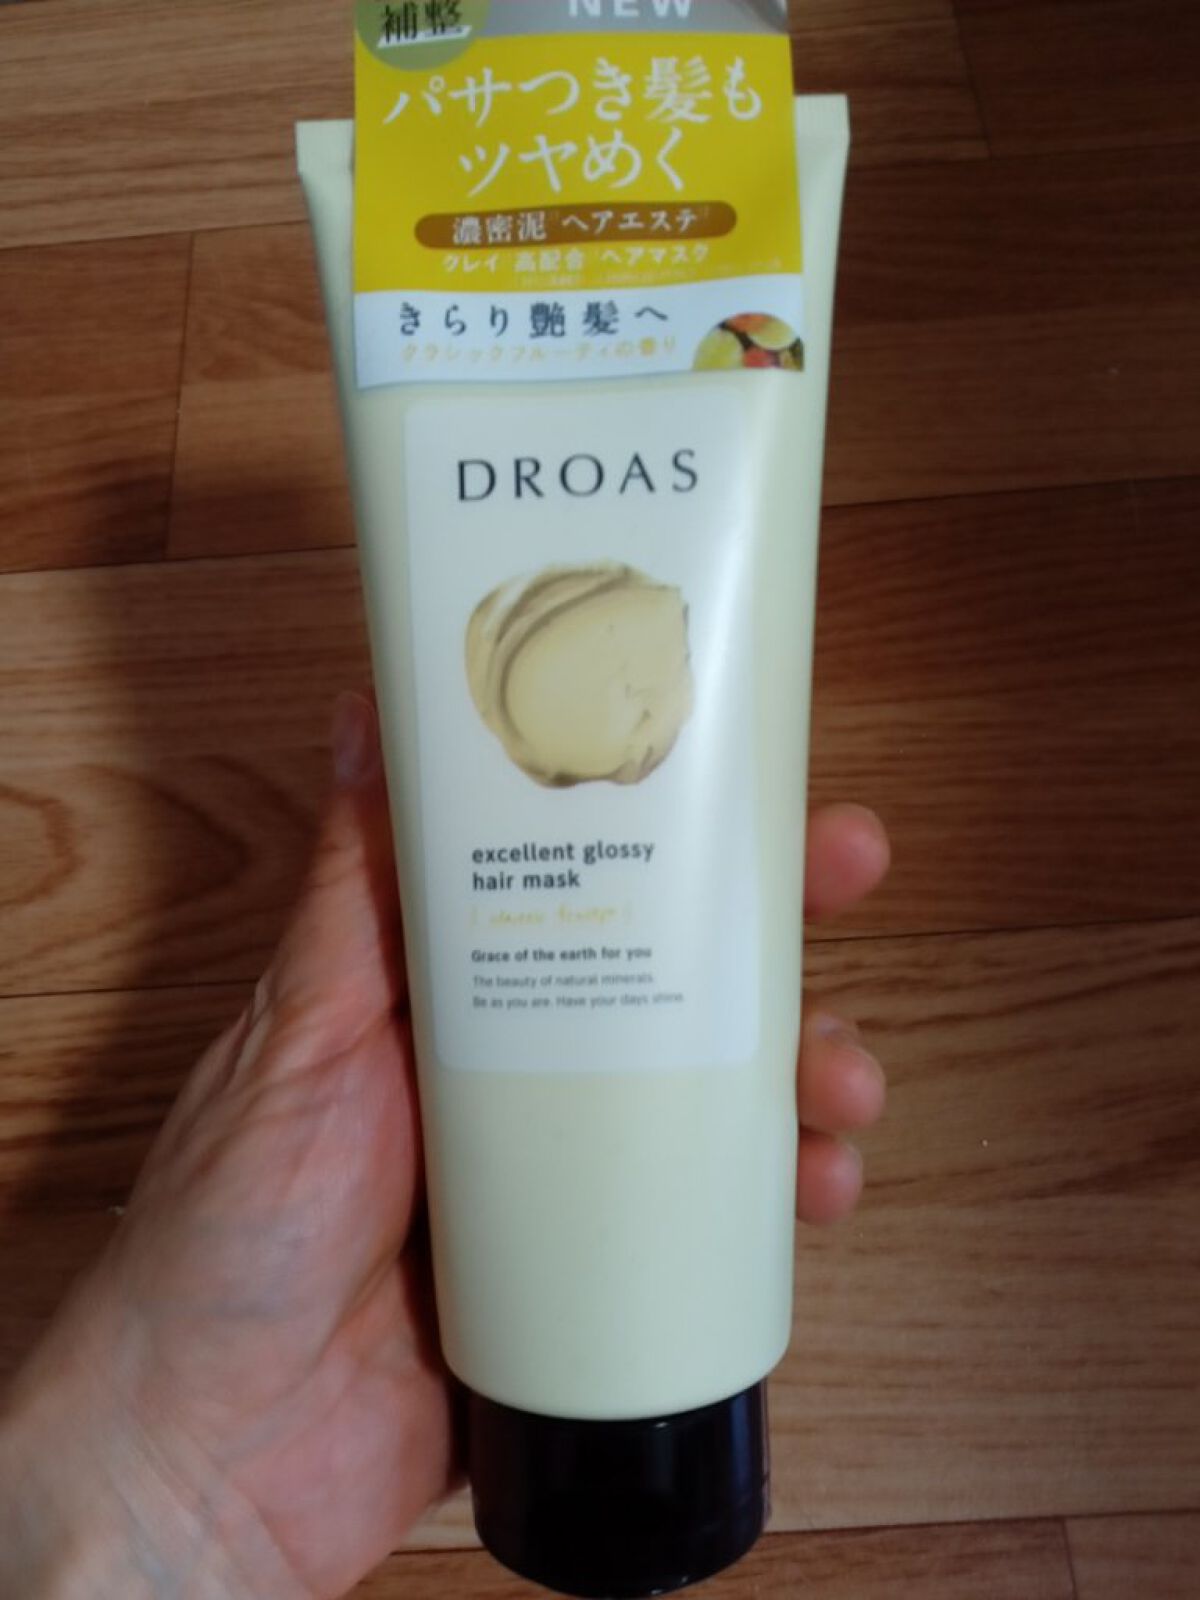 補整
NEW
パサつき髪も
ツヤめく
濃密泥 ヘアエステ
クレイ 高配合 ヘアマスク
きらり艶髪へ
クラシックフルーティの香り
DROAS
excellent glossy
hair mask
Grace of the earth for you
The beauty of natural minerals.
Be as you are. Have your days shine.